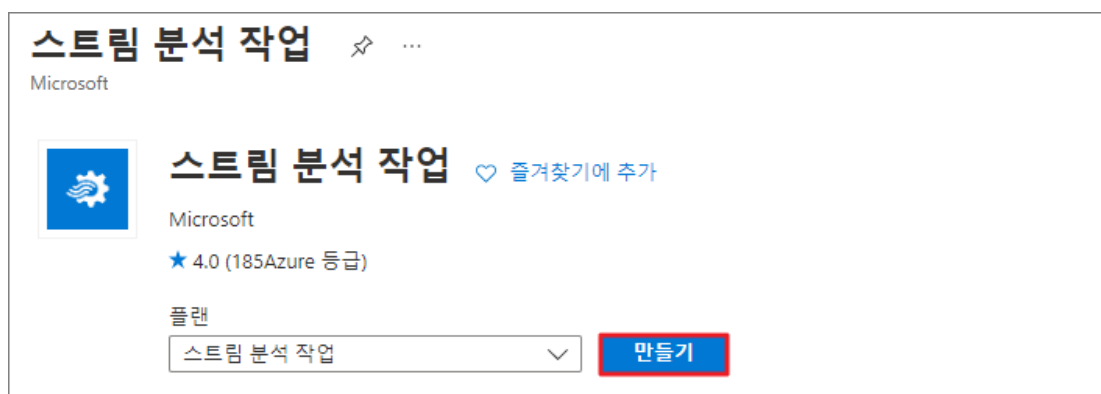 스트림 분석 작업 ...
Microsoft
스트림 분석 작업 즐겨찾기에 추가
Microsoft
4.0 (185Azure 등급)
플랜
스트림 분석 작업 만들기